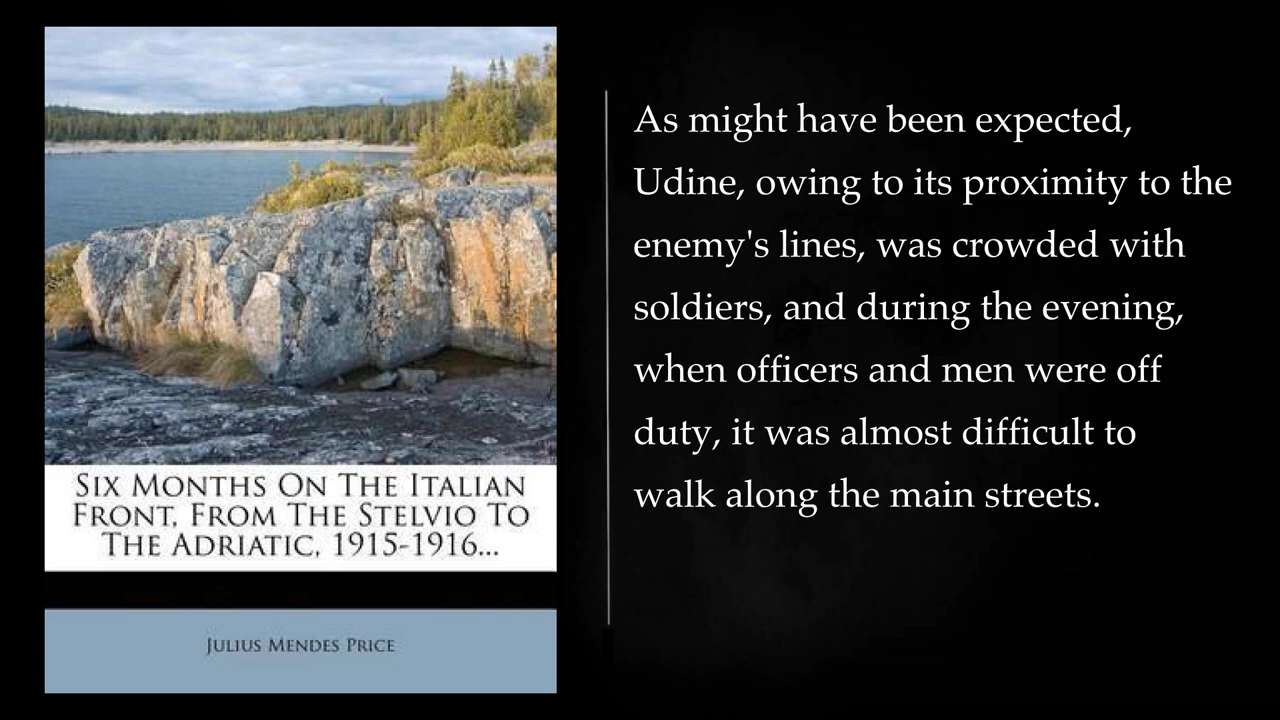 Six Months On The Italian
Front, From The Stelvio To
The Adriatic, 1915-1916...
Julius Mendes Price
As might have been expected,
Udine, owing to its proximity to the
enemy's lines, was crowded with
soldiers, and during the evening,
when officers and men were off
duty, it was almost difficult to
walk along the main streets.